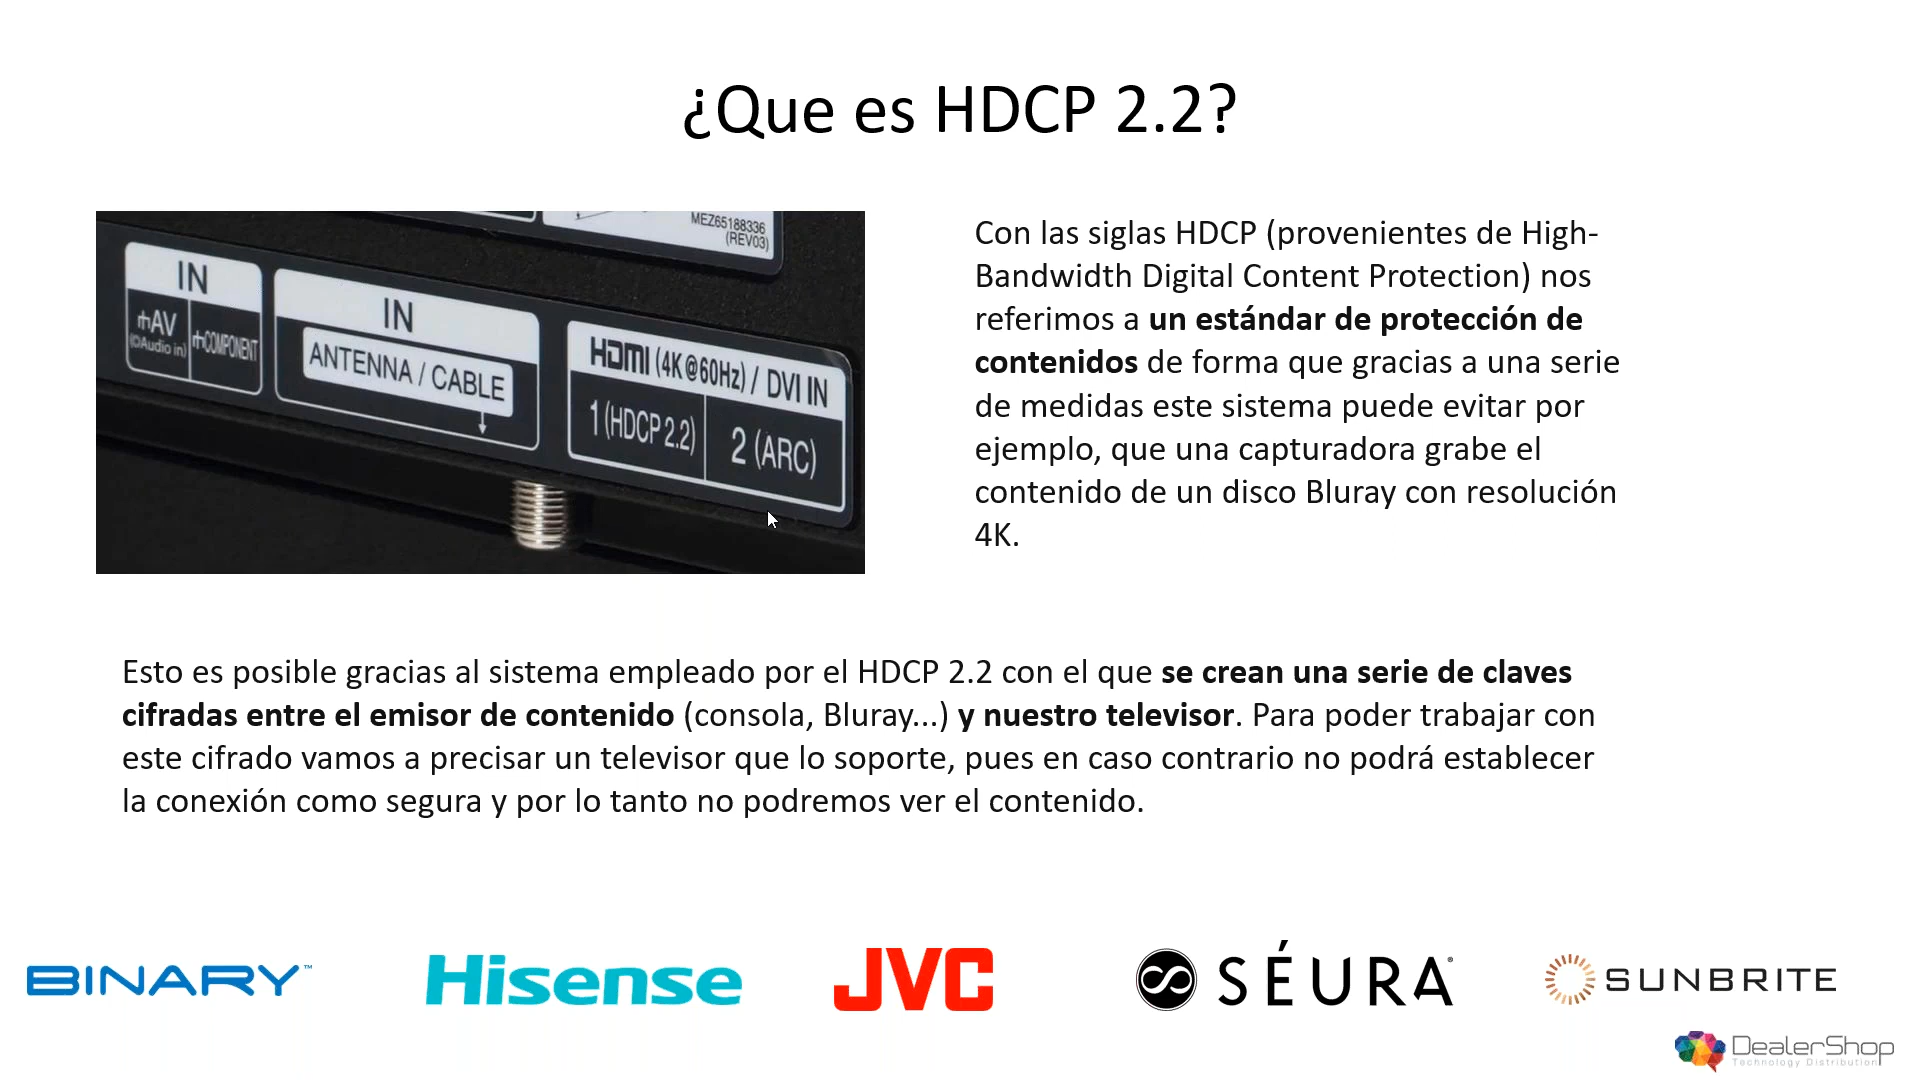 ¿Que es HDCP 2.2?
MEZ65188336
(REV03)
IN
AV
(Audio in)
COMPONENT
IN
ANTENNA / CABLE
HDMI (4K@60Hz) / DVI IN
1 (HDCP 2.2)
2 (ARC)
Con las siglas HDCP (provenientes de High-
Bandwidth Digital Content Protection) nos
referimos a un estándar de protección de
contenidos de forma que gracias a una serie
de medidas este sistema puede evitar por
ejemplo, que una capturadora grabe el
contenido de un disco Bluray con resolución
4K.
Esto es posible gracias al sistema empleado por el HDCP 2.2 con el que se crean una serie de claves
cifradas entre el emisor de contenido (consola, Bluray...) y nuestro televisor. Para poder trabajar con
este cifrado vamos a precisar un televisor que lo soporte, pues en caso contrario no podrá establecer
la conexión como segura y por lo tanto no podremos ver el contenido.
BINARY™
Hisense
JVC
SÉURA®
SUNBRITE
DealerShop
Technology Distribution